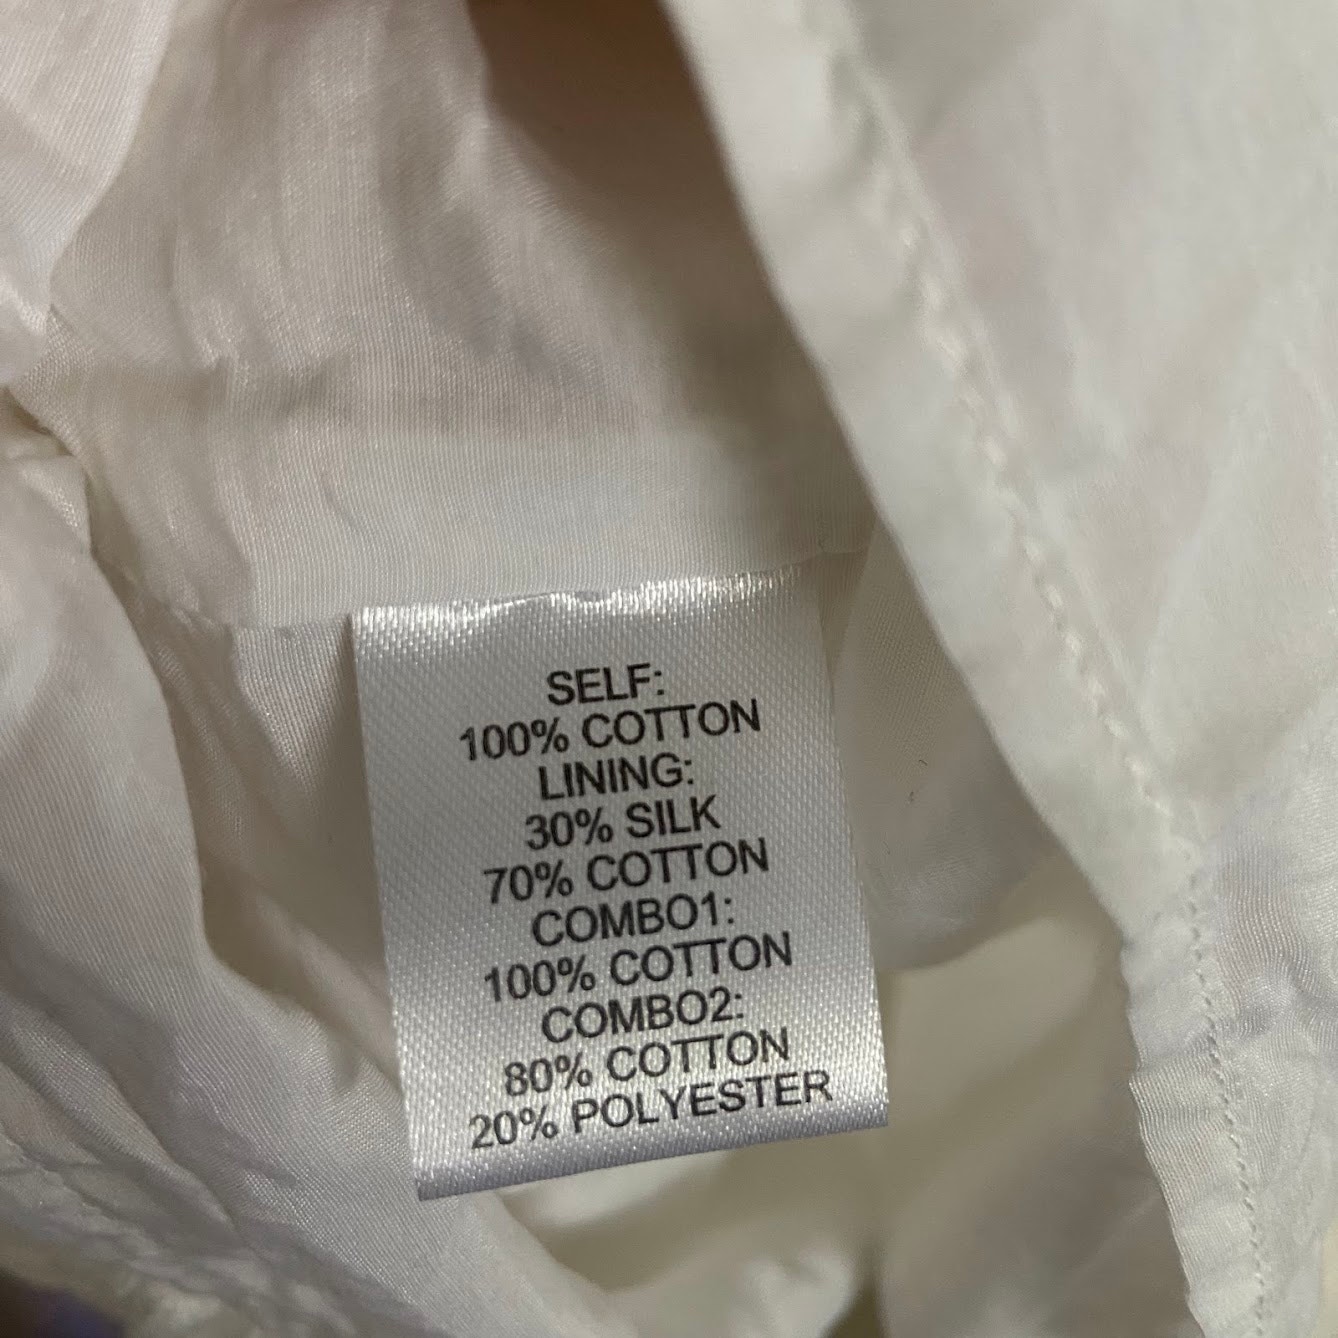 SELF:
100% COTTON
LINING:
30% SILK
70% COTTON
COMBO1:
100% COTTON
COMBO2:
80% COTTON
20% POLYESTER